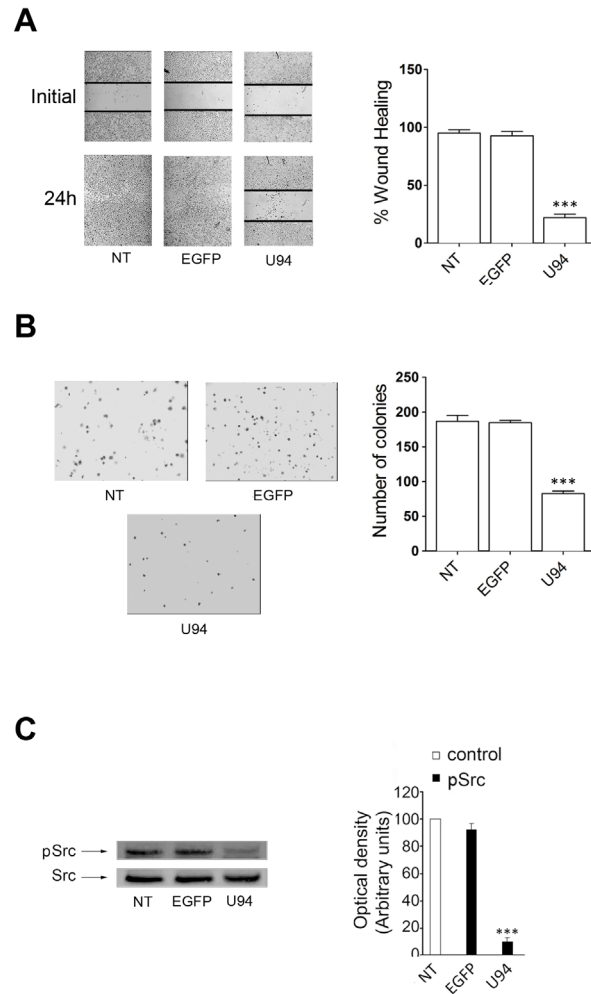 A
Initial
24h
NT
EGFP
U94
% Wound Healing
150
100
50
0
***
NT
EGFP
U94
B
NT
EGFP
U94
Number of colonies
250
200
150
100
50
0
***
NT
EGFP
U94
C
pSrc
Src
NT
EGFP
U94
control
pSrc
Optical density
(Arbitrary units)
120
100
80
60
40
20
0
***
NT
EGFP
U94